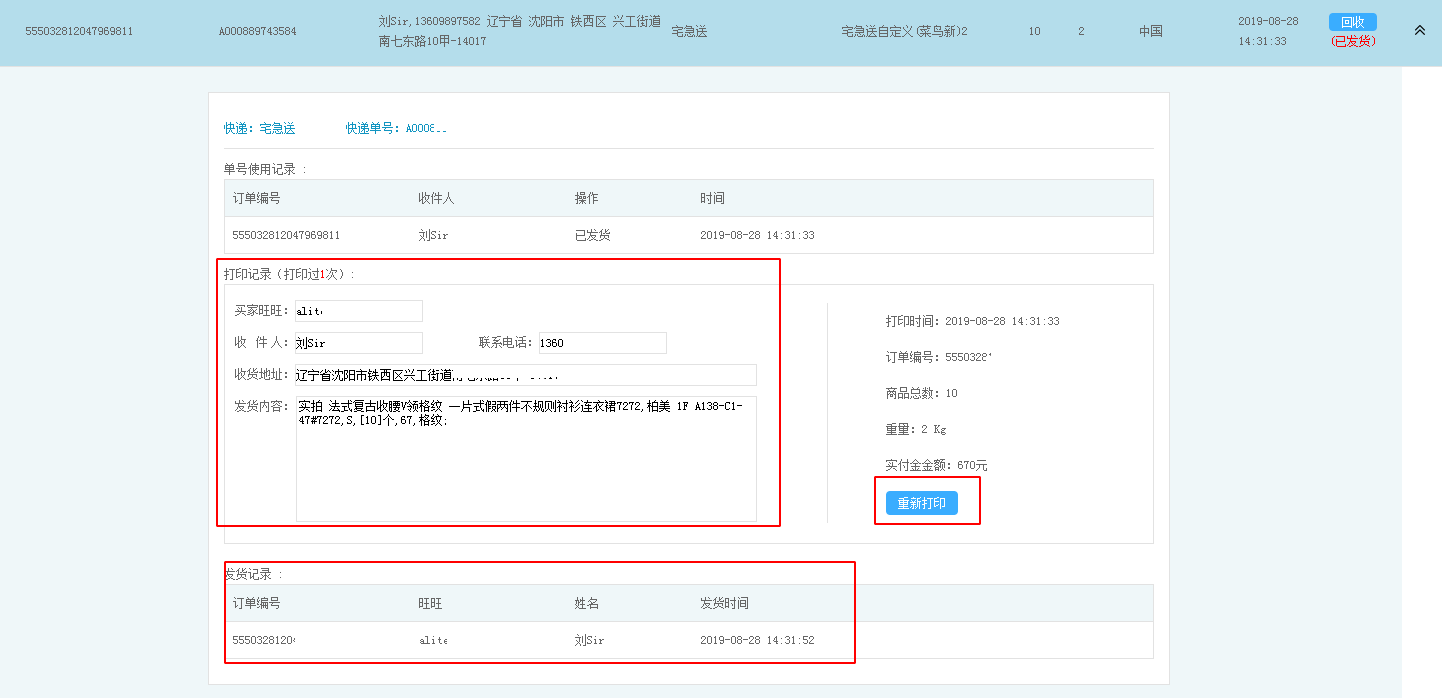 555032812047969811 A000889743584 刘Sir,13609897582 辽宁省 沈阳市 铁西区 兴工街道 南七东路10甲-14017 宅急送 宅急送自定义(菜鸟新)2 10 2 中国 2019-08-28 14:31:33 回收 (已发货)
快递: 宅急送 快递单号: A0008
单号使用记录 :
订单编号 收件人 操作 时间
555032812047969811 刘Sir 已发货 2019-08-28 14:31:33
打印记录（打印过1次）:
买家旺旺: alit
收 件 人: 刘Sir 联系电话: 1360
收货地址: 辽宁省沈阳市铁西区兴工街道
发货内容: 实拍 法式复古收腰V领格纹 一片式假两件不规则衬衫连衣裙7272,柏美 1F A138-C1-
47#7272,S,[10]个,67,格纹;
打印时间: 2019-08-28 14:31:33
订单编号: 5550328
商品总数: 10
重量: 2 Kg
实付金金额: 670元
重新打印
发货记录 :
订单编号 旺旺 姓名 发货时间
555032812 alite 刘Sir 2019-08-28 14:31:52